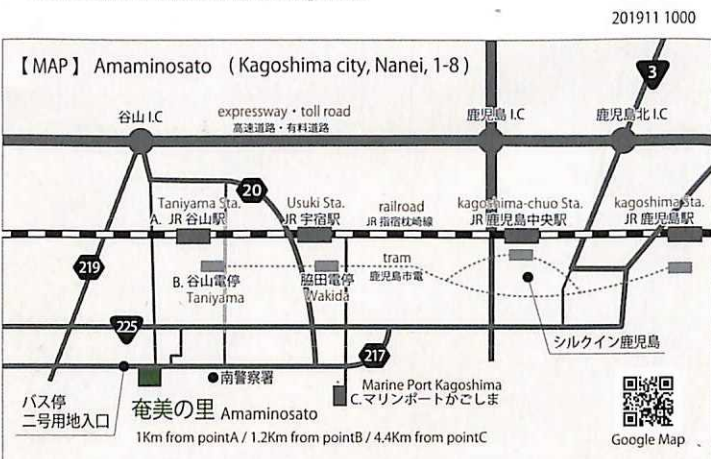 201911 1000
【MAP】 Amaminosato （Kagoshima city, Nanei, 1-8）
谷山 I.C
expressway・toll road
高速道路・有料道路
鹿児島 I.C
鹿児島北 I.C
3
20
Taniyama Sta.
A. JR 谷山駅
Usuki Sta.
JR 宇宿駅
railroad
JR 指宿枕崎線
kagoshima-chuo Sta.
JR 鹿児島中央駅
kagoshima Sta.
JR 鹿児島駅
219
B. 谷山電停
Taniyama
脇田電停
Wakida
tram
鹿児島市電
225
217
シルクイン鹿児島
バス停
二号用地入口
奄美の里 Amaminosato
南警察署
Marine Port Kagoshima
C.マリンポートかごしま
1Km from pointA / 1.2Km from pointB / 4.4Km from pointC
Google Map